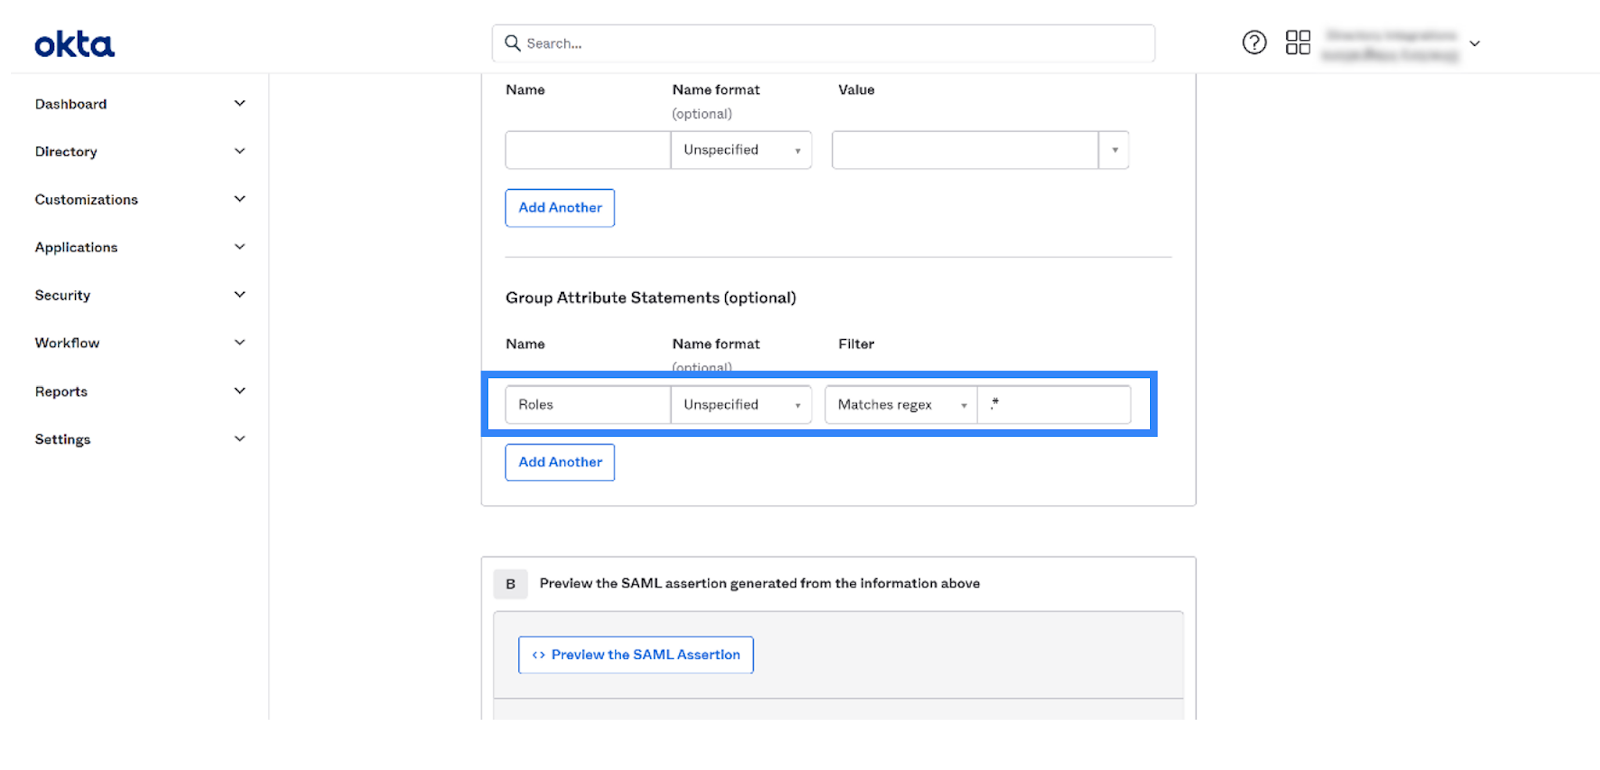 okta
Search...
Dashboard
Directory
Customizations
Applications
Security
Workflow
Reports
Settings
Name Name format Value
(optional)
Unspecified
Add Another
Group Attribute Statements (optional)
Name Name format Filter
(optional)
Roles Unspecified Matches regex .*
Add Another
B Preview the SAML assertion generated from the information above
<> Preview the SAML Assertion